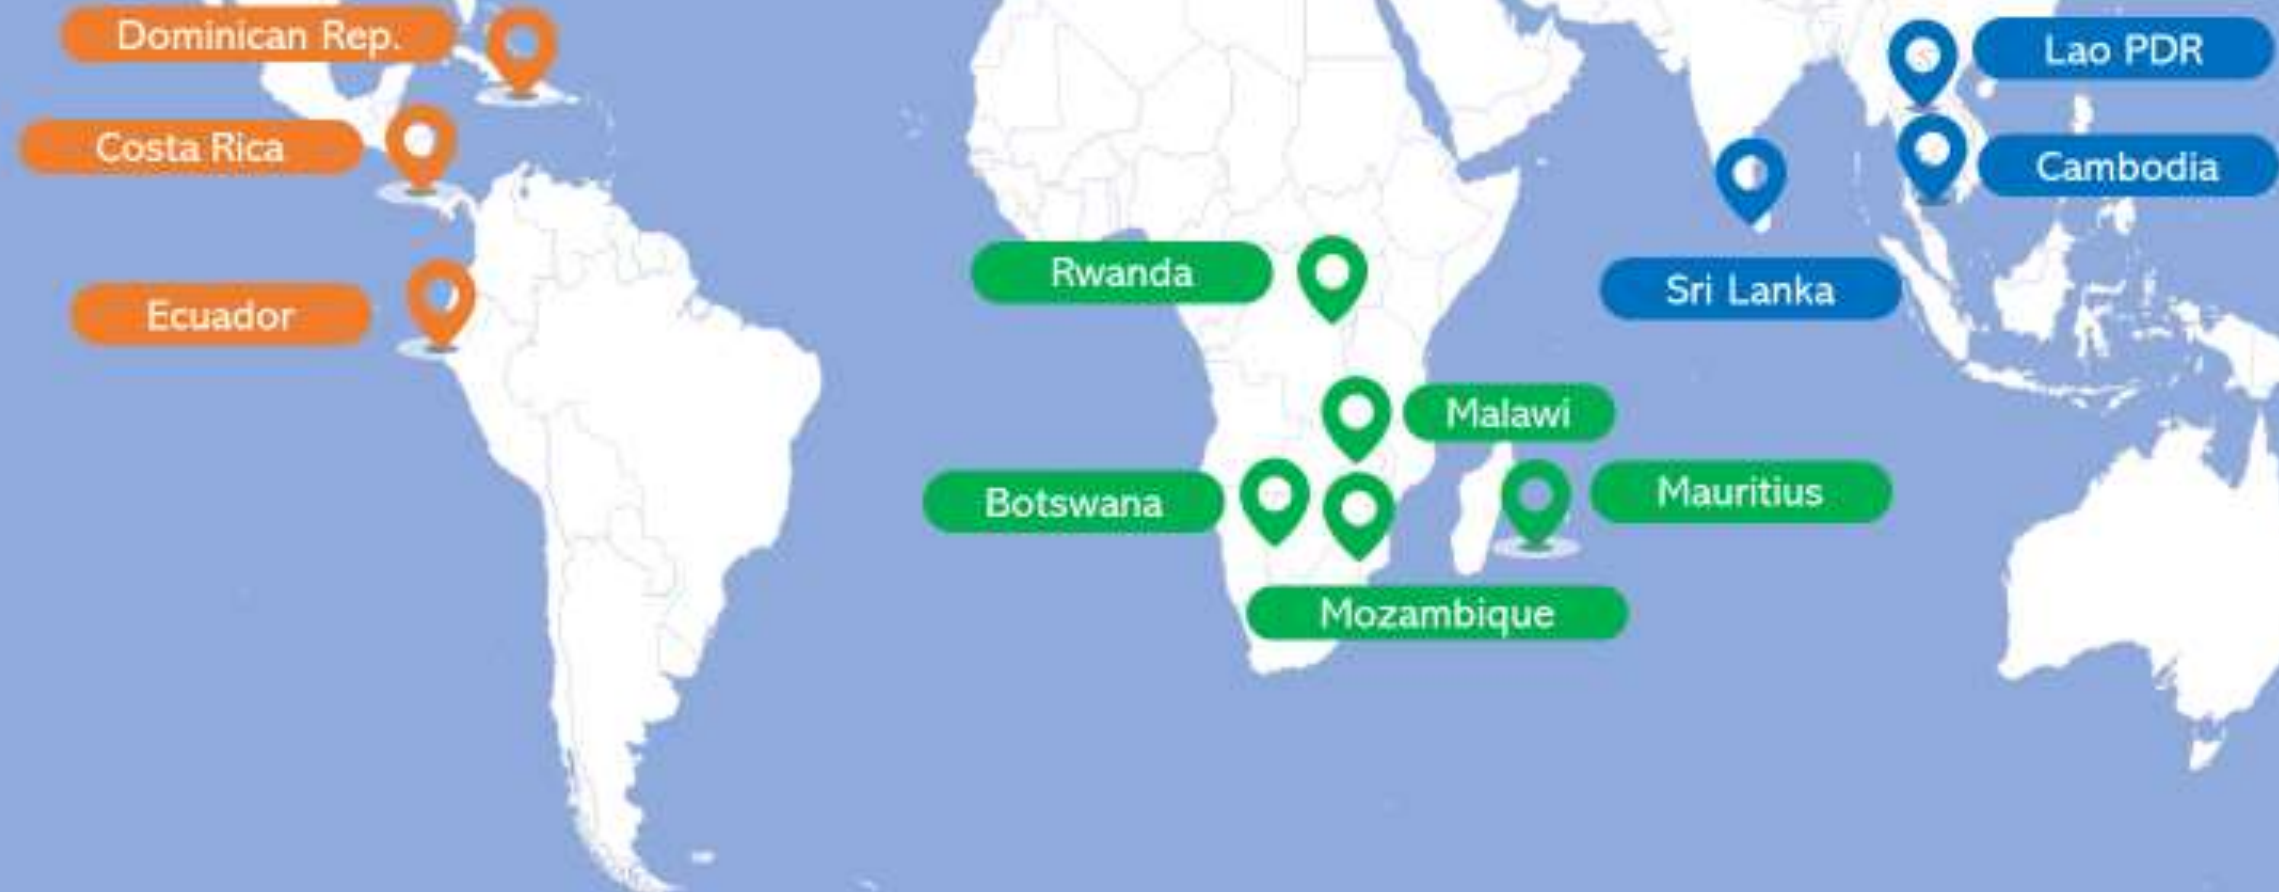 Dominican Rep.
Lao PDR
Costa Rica
Cambodia
Rwanda
Sri Lanka
Ecuador
Malawi
Botswana
Mauritius
Mozambique